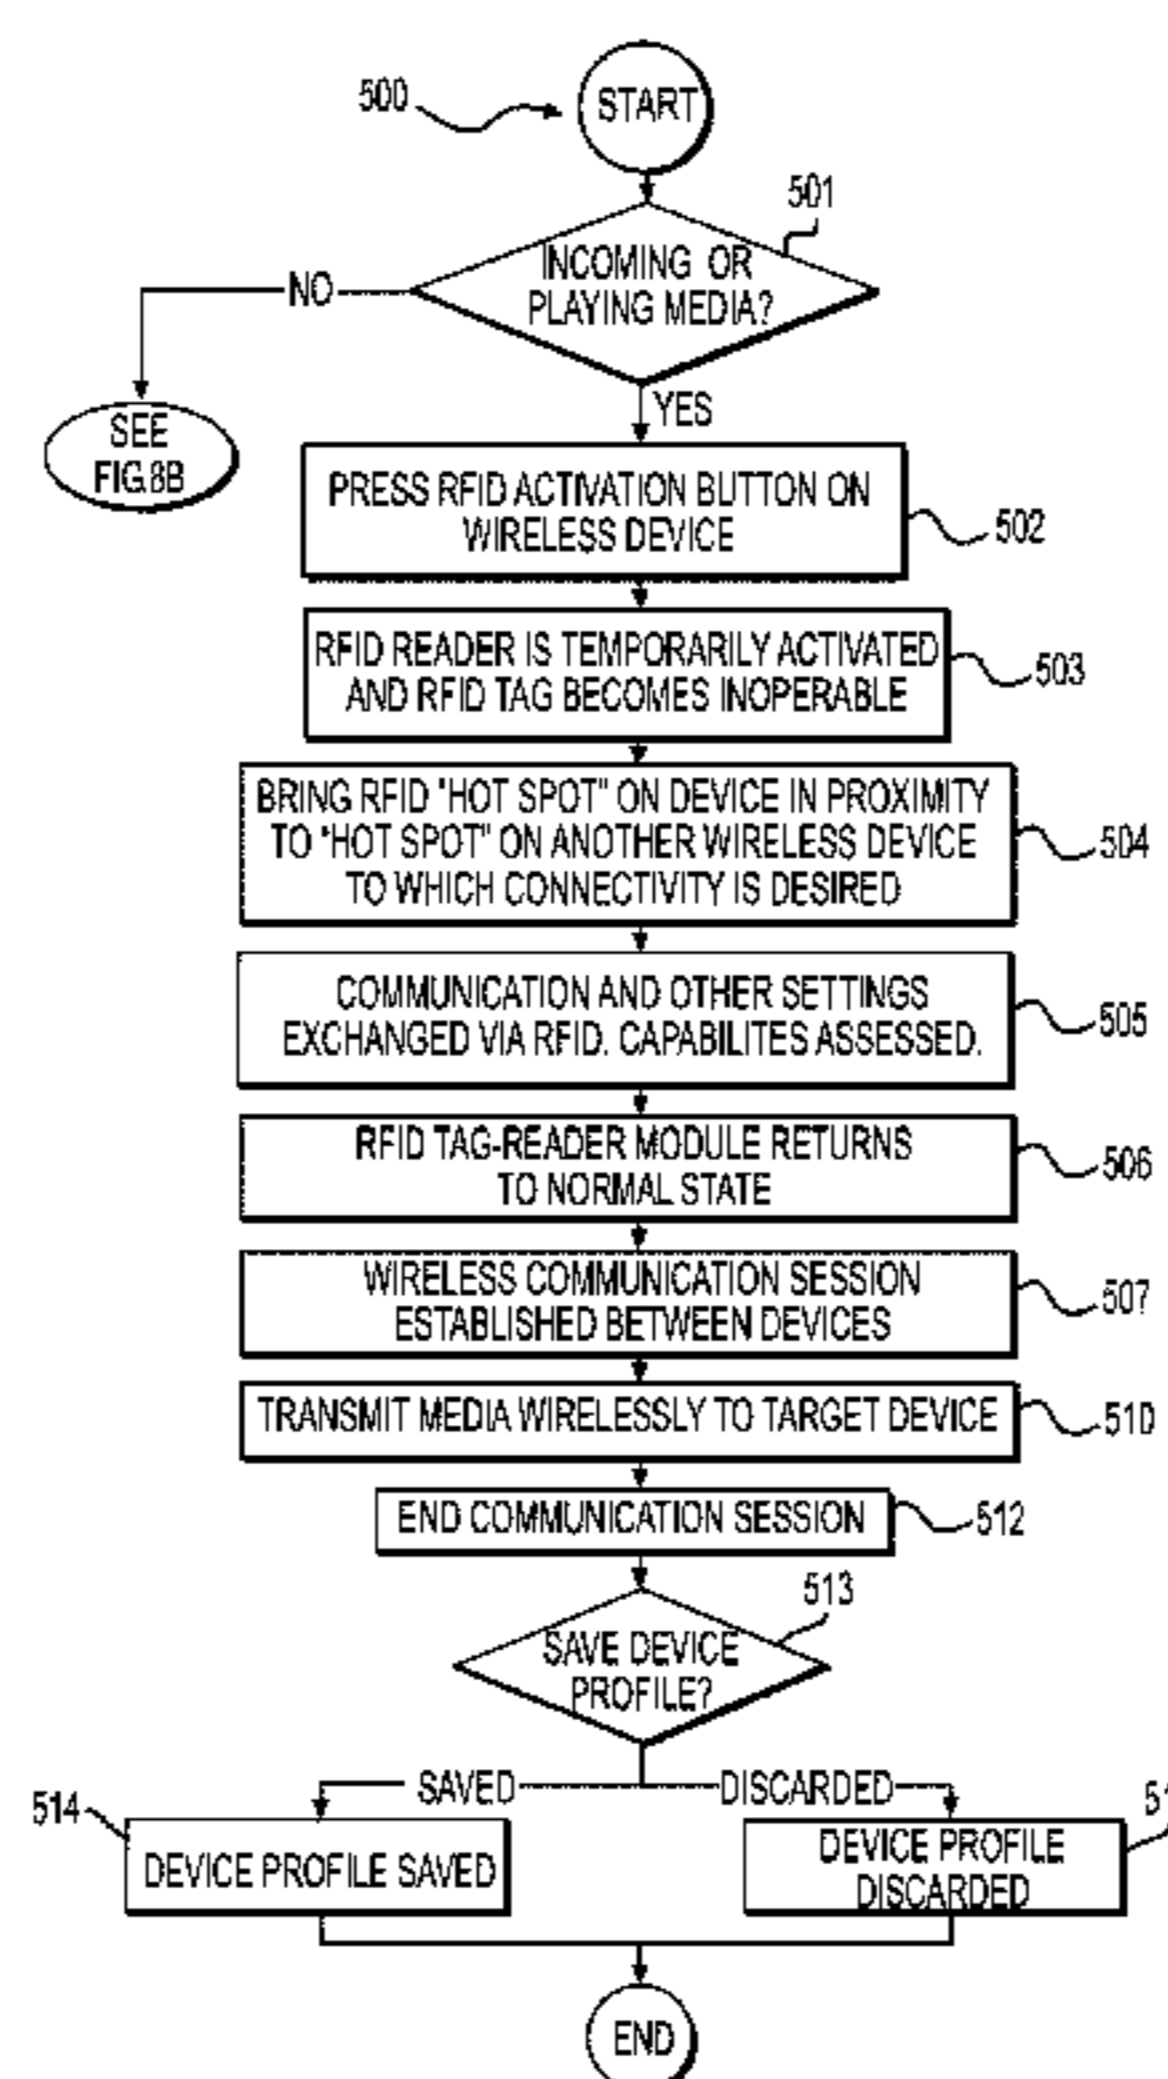 500
START
501
INCOMING OR
PLAYING MEDIA?
NO
YES
SEE
FIG.8B
PRESS RFID ACTIVATION BUTTON ON
WIRELESS DEVICE
502
RFID READER IS TEMPORARILY ACTIVATED
AND RFID TAG BECOMES INOPERABLE
503
BRING RFID "HOT SPOT" ON DEVICE IN PROXIMITY
TO "HOT SPOT" ON ANOTHER WIRELESS DEVICE
TO WHICH CONNECTIVITY IS DESIRED
504
COMMUNICATION AND OTHER SETTINGS
EXCHANGED VIA RFID. CAPABILITES ASSESSED.
505
RFID TAG-READER MODULE RETURNS
TO NORMAL STATE
506
WIRELESS COMMUNICATION SESSION
ESTABLISHED BETWEEN DEVICES
507
TRANSMIT MEDIA WIRELESSLY TO TARGET DEVICE
510
END COMMUNICATION SESSION
512
513
SAVE DEVICE
PROFILE?
SAVED
DISCARDED
514
DEVICE PROFILE SAVED
DEVICE PROFILE
DISCARDED
END